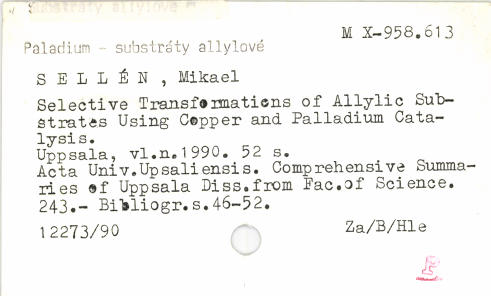 Substráty allylové
M X-958.613
Paladium - substráty allylové
S E L L É N , Mikael
Selective Transformations of Allylic Sub-
strates Using Copper and Palladium Cata-
lysis.
Uppsala, vl.n.1990. 52 s.
Acta Univ.Upsaliensis. Comprehensive Summa-
ries of Uppsala Diss.from Fac.of Science.
243.- Bibliogr.s.46-52.
12273/90
Za/B/Hle